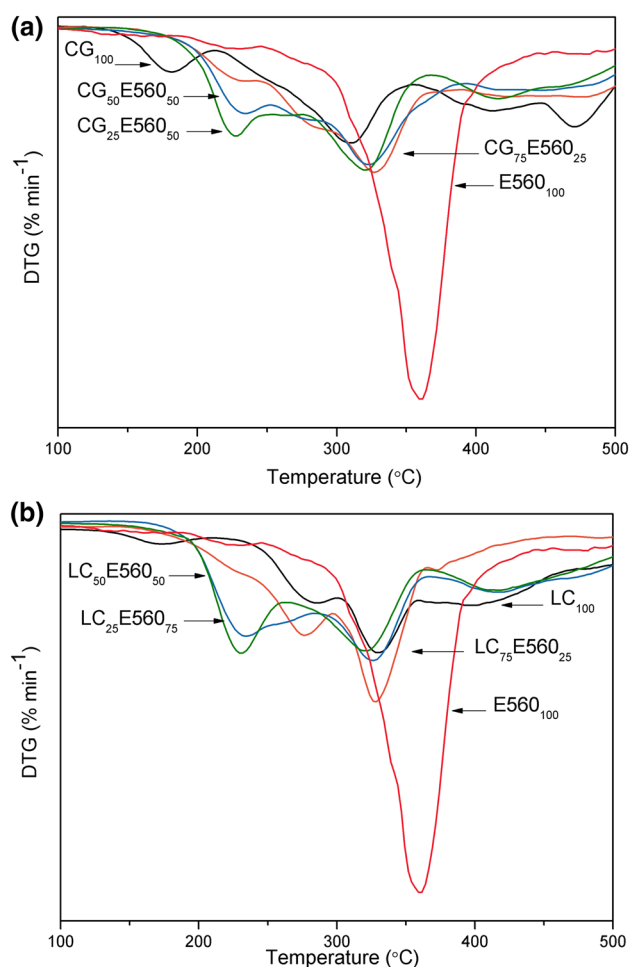 (a)
CG₁₀₀
CG₅₀E560₅₀
CG₂₅E560₅₀
CG₇₅E560₂₅
E560₁₀₀
DTG (% min⁻¹)
100 200 300 400 500
Temperature (°C)
(b)
LC₅₀E560₅₀
LC₂₅E560₇₅
LC₁₀₀
LC₇₅E560₂₅
E560₁₀₀
DTG (% min⁻¹)
100 200 300 400 500
Temperature (°C)